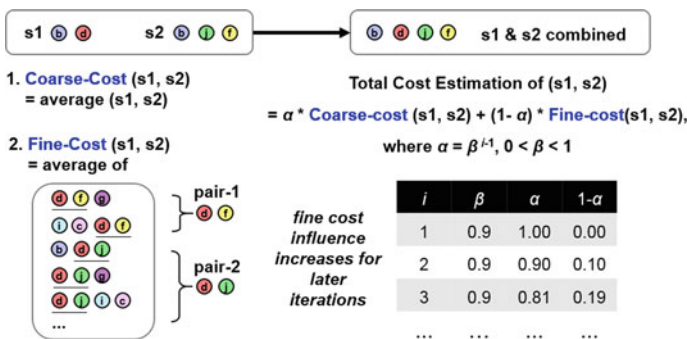 s1 b d s2 b j f
b d j f s1 & s2 combined
1. Coarse-Cost (s1, s2)
= average (s1, s2)
Total Cost Estimation of (s1, s2)
= α * Coarse-cost (s1, s2) + (1- α) * Fine-cost(s1, s2),
where α = β^i-1, 0 < β < 1
2. Fine-Cost (s1, s2)
= average of
d f g
i c d f
b d j
d j g
d j i c
...
pair-1
d f
pair-2
d j
fine cost
influence
increases for
later
iterations
i β α 1-α
1 0.9 1.00 0.00
2 0.9 0.90 0.10
3 0.9 0.81 0.19
... ... ... ...